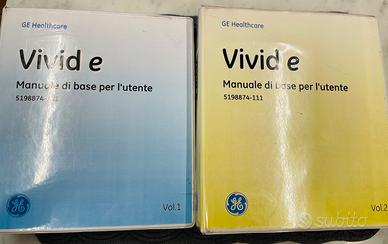 GE Healthcare
Vivid e
Manuale di base per l'utente
Vol.1
GE Healthcare
Vivid e
Manuale di base per l'utente
5198874-111
Vol.2
subito